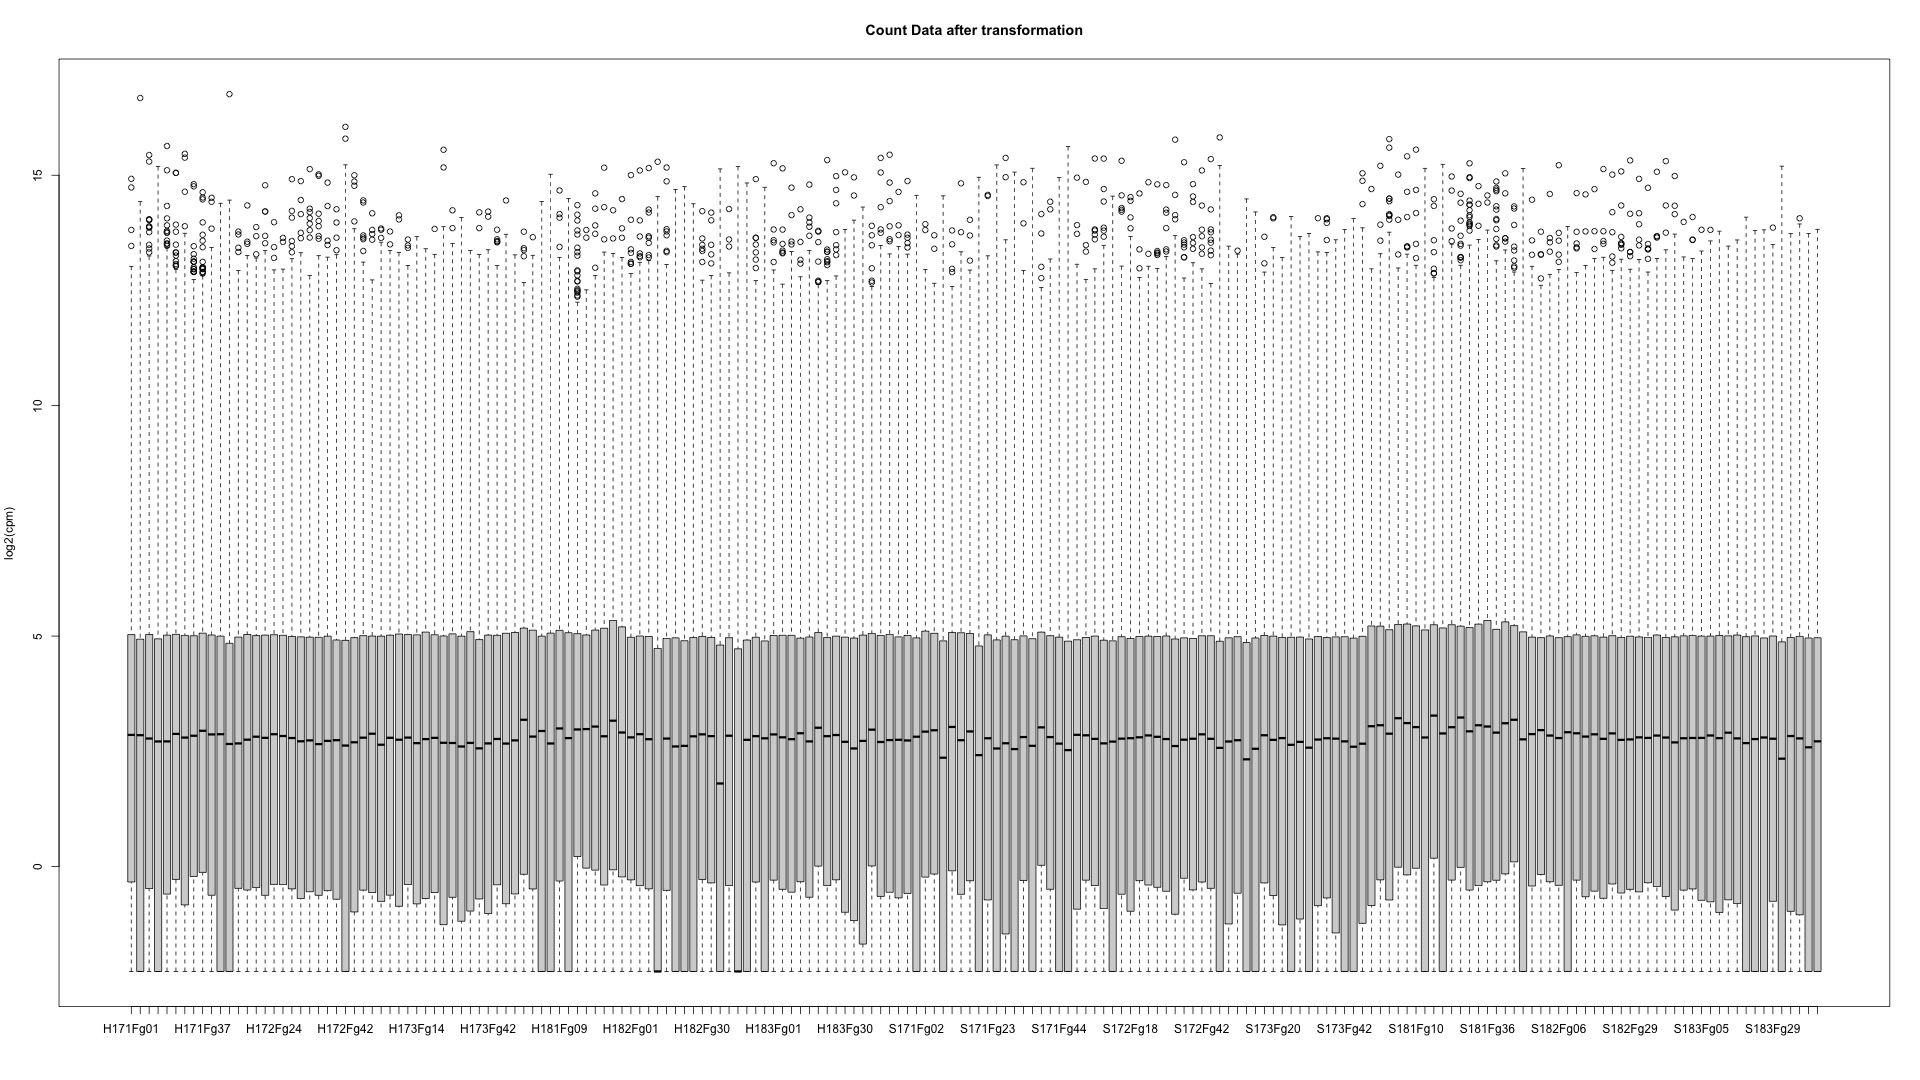 Count Data after transformation
log2(cpm)
15
10
5
0
H171Fg01 H171Fg37 H172Fg24 H172Fg42 H173Fg14 H173Fg42 H181Fg09 H182Fg01 H182Fg30 H183Fg01 H183Fg30 S171Fg02 S171Fg23 S171Fg44 S172Fg18 S172Fg42 S173Fg20 S173Fg42 S181Fg10 S181Fg36 S182Fg06 S182Fg29 S183Fg05 S183Fg29